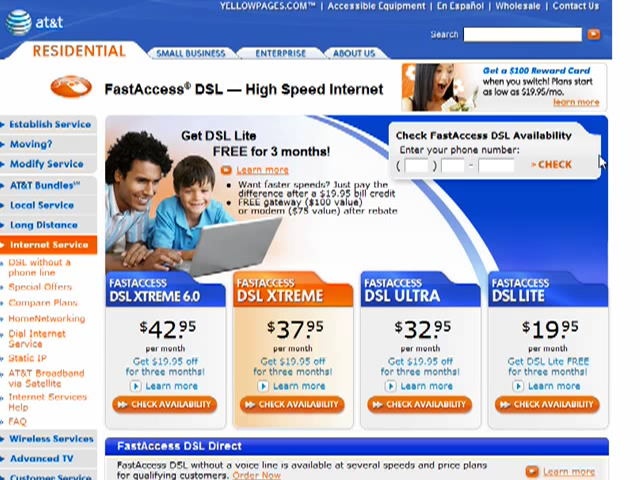 YELLOWPAGES.COM™ | Accessible Equipment | En Español | Wholesale | Contact Us
at&t
Search
RESIDENTIAL
SMALL BUSINESS
ENTERPRISE
ABOUT US
FastAccess® DSL — High Speed Internet
Get a $100 Reward Card
when you switch! Plans start
as low as $19.95/mo.
learn more
Establish Service
Moving?
Modify Service
AT&T Bundles℠
Local Service
Long Distance
Internet Service
DSL without a
phone line
Special Offers
Compare Plans
HomeNetworking
Dial Internet
Service
Static IP
AT&T Broadband
via Satellite
Internet Services
Help
FAQ
Wireless Services
Advanced TV
Customer Service
Get DSL Lite
FREE for 3 months!
Learn more
• Want faster speeds? Just pay the
difference after a $19.95 bill credit
• FREE gateway ($100 value)
or modem ($75 value) after rebate
Check FastAccess DSL Availability
Enter your phone number:
( ) -
> CHECK
FASTACCESS
DSL XTREME 6.0
$42.95
per month
Get $19.95 off
for three months!
Learn more
CHECK AVAILABILITY
FASTACCESS
DSL XTREME
$37.95
per month
Get $19.95 off
for three months!
Learn more
CHECK AVAILABILITY
FASTACCESS
DSL ULTRA
$32.95
per month
Get $19.95 off
for three months!
Learn more
CHECK AVAILABILITY
FASTACCESS
DSL LITE
$19.95
per month
Get DSL Lite FREE
for three months!
Learn more
CHECK AVAILABILITY
FastAccess DSL Direct
FastAccess DSL without a voice line is available at several speeds and price plans
for qualifying customers. Order Now
Learn more